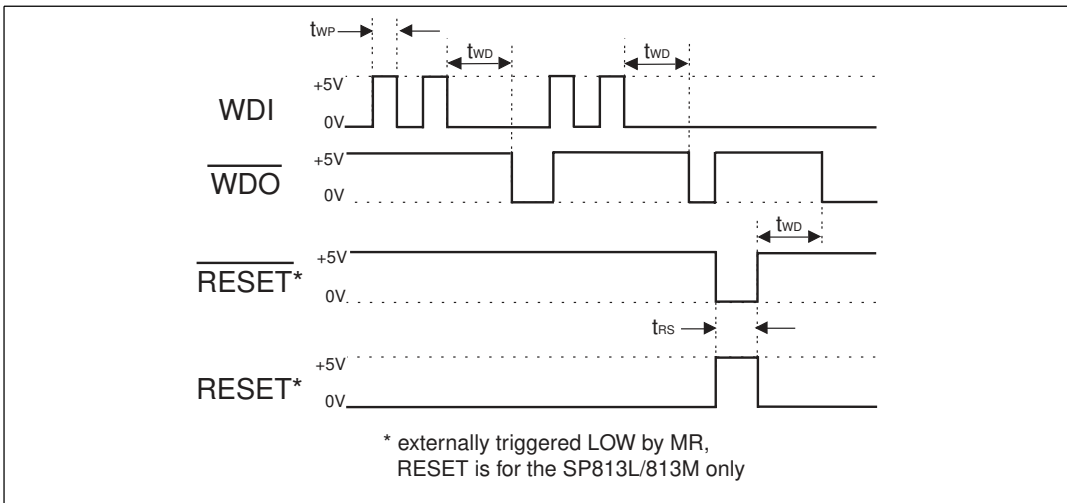 tWP
tWD
tWD
+5V
WDI
0V
+5V
WDO
0V
tWD
+5V
RESET*
0V
tRS
+5V
RESET*
0V
* externally triggered LOW by MR,
RESET is for the SP813L/813M only